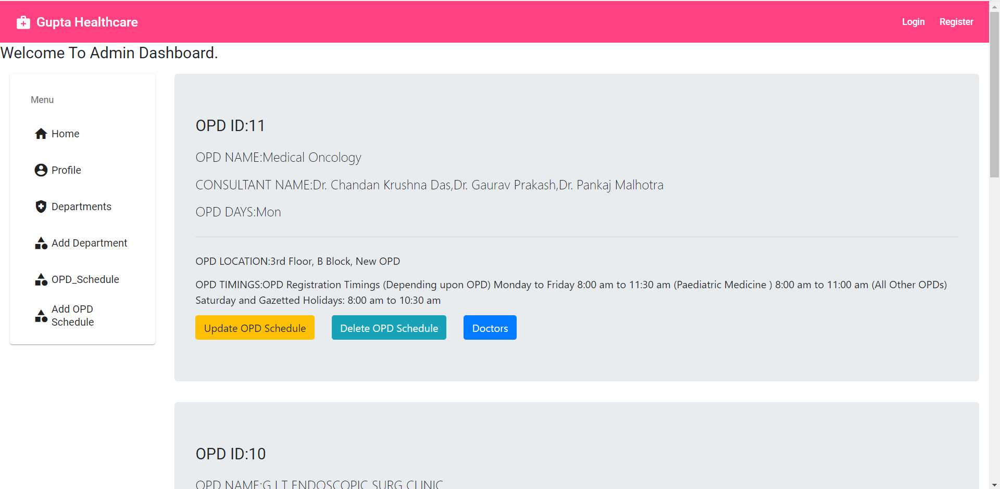 Gupta Healthcare
Login
Register
Welcome To Admin Dashboard.
Menu
Home
Profile
Departments
Add Department
OPD_Schedule
Add OPD
Schedule
OPD ID:11
OPD NAME:Medical Oncology
CONSULTANT NAME:Dr. Chandan Krushna Das,Dr. Gaurav Prakash,Dr. Pankaj Malhotra
OPD DAYS:Mon
OPD LOCATION:3rd Floor, B Block, New OPD
OPD TIMINGS:OPD Registration Timings (Depending upon OPD) Monday to Friday 8:00 am to 11:30 am (Paediatric Medicine ) 8:00 am to 11:00 am (All Other OPDs)
Saturday and Gazetted Holidays: 8:00 am to 10:30 am
Update OPD Schedule
Delete OPD Schedule
Doctors
OPD ID:10
OPD NAME:G.I.T ENDOSCOPIC SURG CLINIC